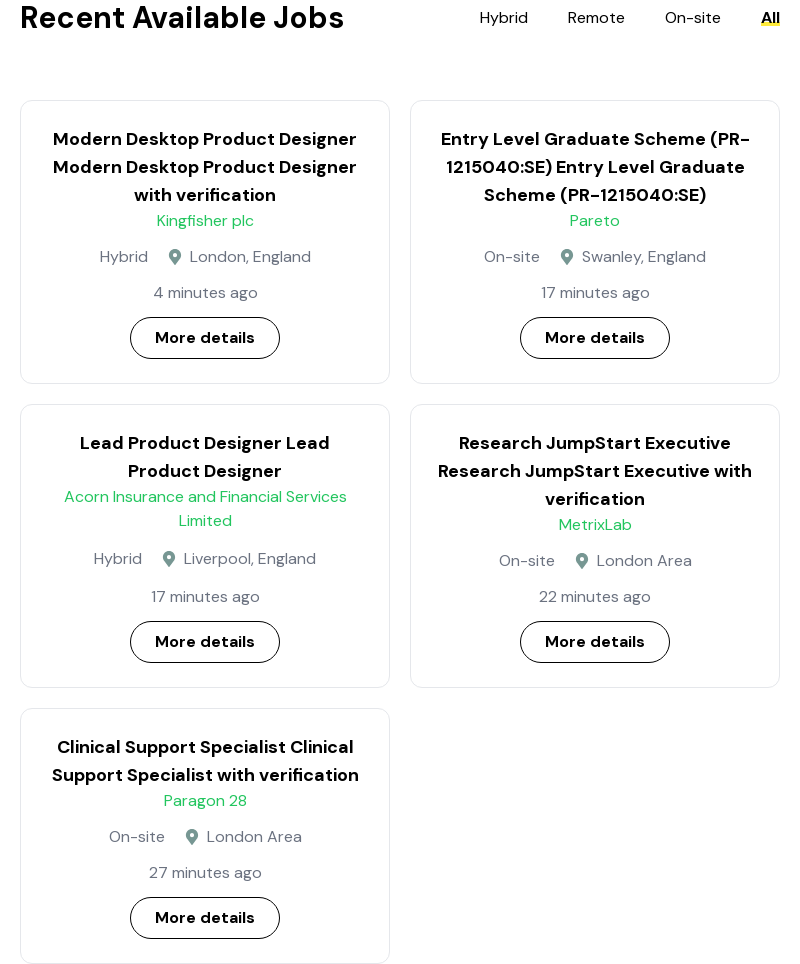 Recent Available Jobs
Hybrid Remote On-site All
Modern Desktop Product Designer
Modern Desktop Product Designer
with verification
Kingfisher plc
Hybrid London, England
4 minutes ago
More details
Entry Level Graduate Scheme (PR-
1215040:SE) Entry Level Graduate
Scheme (PR-1215040:SE)
Pareto
On-site Swanley, England
17 minutes ago
More details
Lead Product Designer Lead
Product Designer
Acorn Insurance and Financial Services
Limited
Hybrid Liverpool, England
17 minutes ago
More details
Research JumpStart Executive
Research JumpStart Executive with
verification
MetrixLab
On-site London Area
22 minutes ago
More details
Clinical Support Specialist Clinical
Support Specialist with verification
Paragon 28
On-site London Area
27 minutes ago
More details